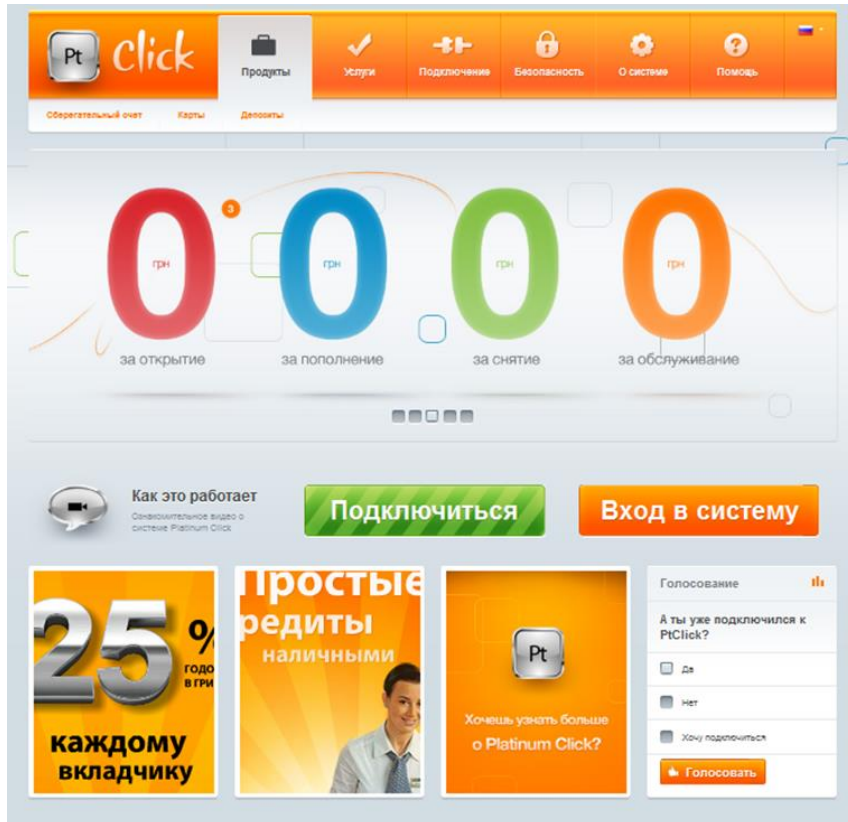 Pt Click
Продукты
Услуги
Подключение
Безопасность
О системе
Помощь
Сберегательный счет
Карты
Депозиты
0 0 0 0
3
грн грн грн грн
за открытие
за пополнение
за снятие
за обслуживание
Как это работает
Ознакомительное видео о
системе Platinum Click
Подключиться
Вход в систему
25 %
годо
в гри
каждому
вкладчику
Простые
редиты
наличными
Pt
Хочешь узнать больше
о Platinum Click?
Голосование
А ты уже подключился к
PtClick?
Да
Нет
Хочу подключиться
Голосовать